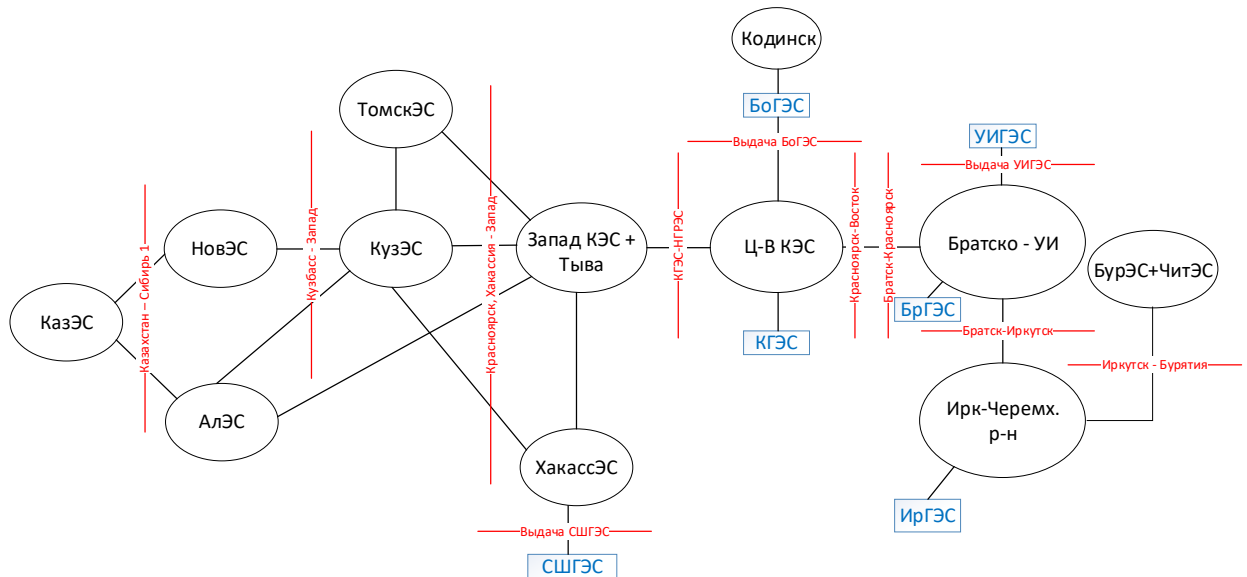 Кодинск
БоГЭС
Выдача БоГЭС
УИГЭС
Выдача УИГЭС
ТомскЭС
Казахстан – Сибирь 1
НовЭС
Кузбасс - Запад
КузЭС
Красноярск, Хакассия - Запад
Запад КЭС +
Тыва
КГЭС-НГРЭС
Ц-В КЭС
Красноярск-Восток
Братск-Красноярск
Братско - УИ
БурЭС+ЧитЭС
КазЭС
БрГЭС
КГЭС
Братск-Иркутск
Иркутск - Бурятия
АлЭС
Ирк-Черемх.
р-н
ХакассЭС
ИрГЭС
Выдача СШГЭС
СШГЭС